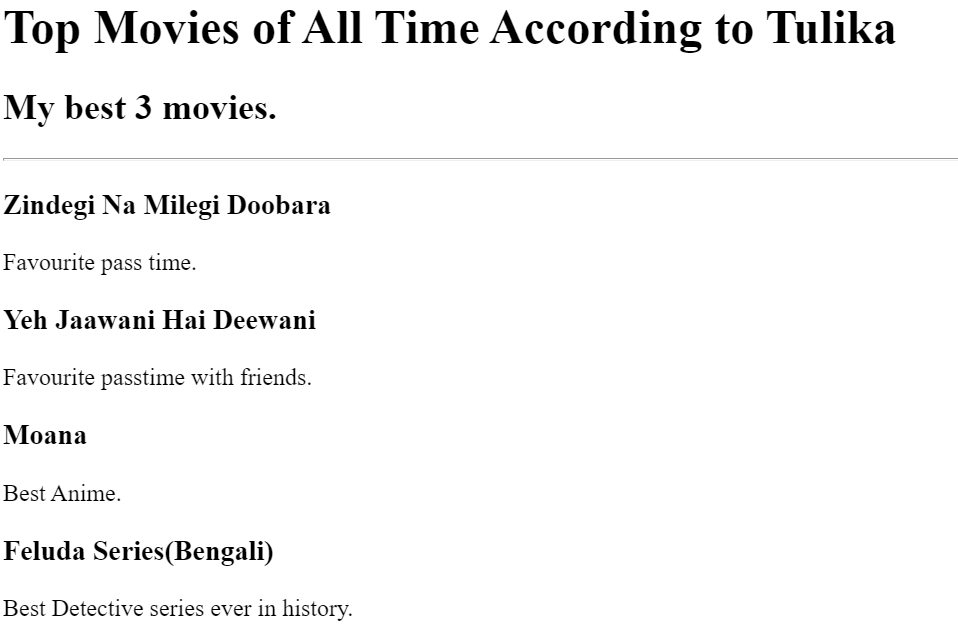 Top Movies of All Time According to Tulika
My best 3 movies.
Zindegi Na Milegi Doobara
Favourite pass time.
Yeh Jaawani Hai Deewani
Favourite passtime with friends.
Moana
Best Anime.
Feluda Series(Bengali)
Best Detective series ever in history.